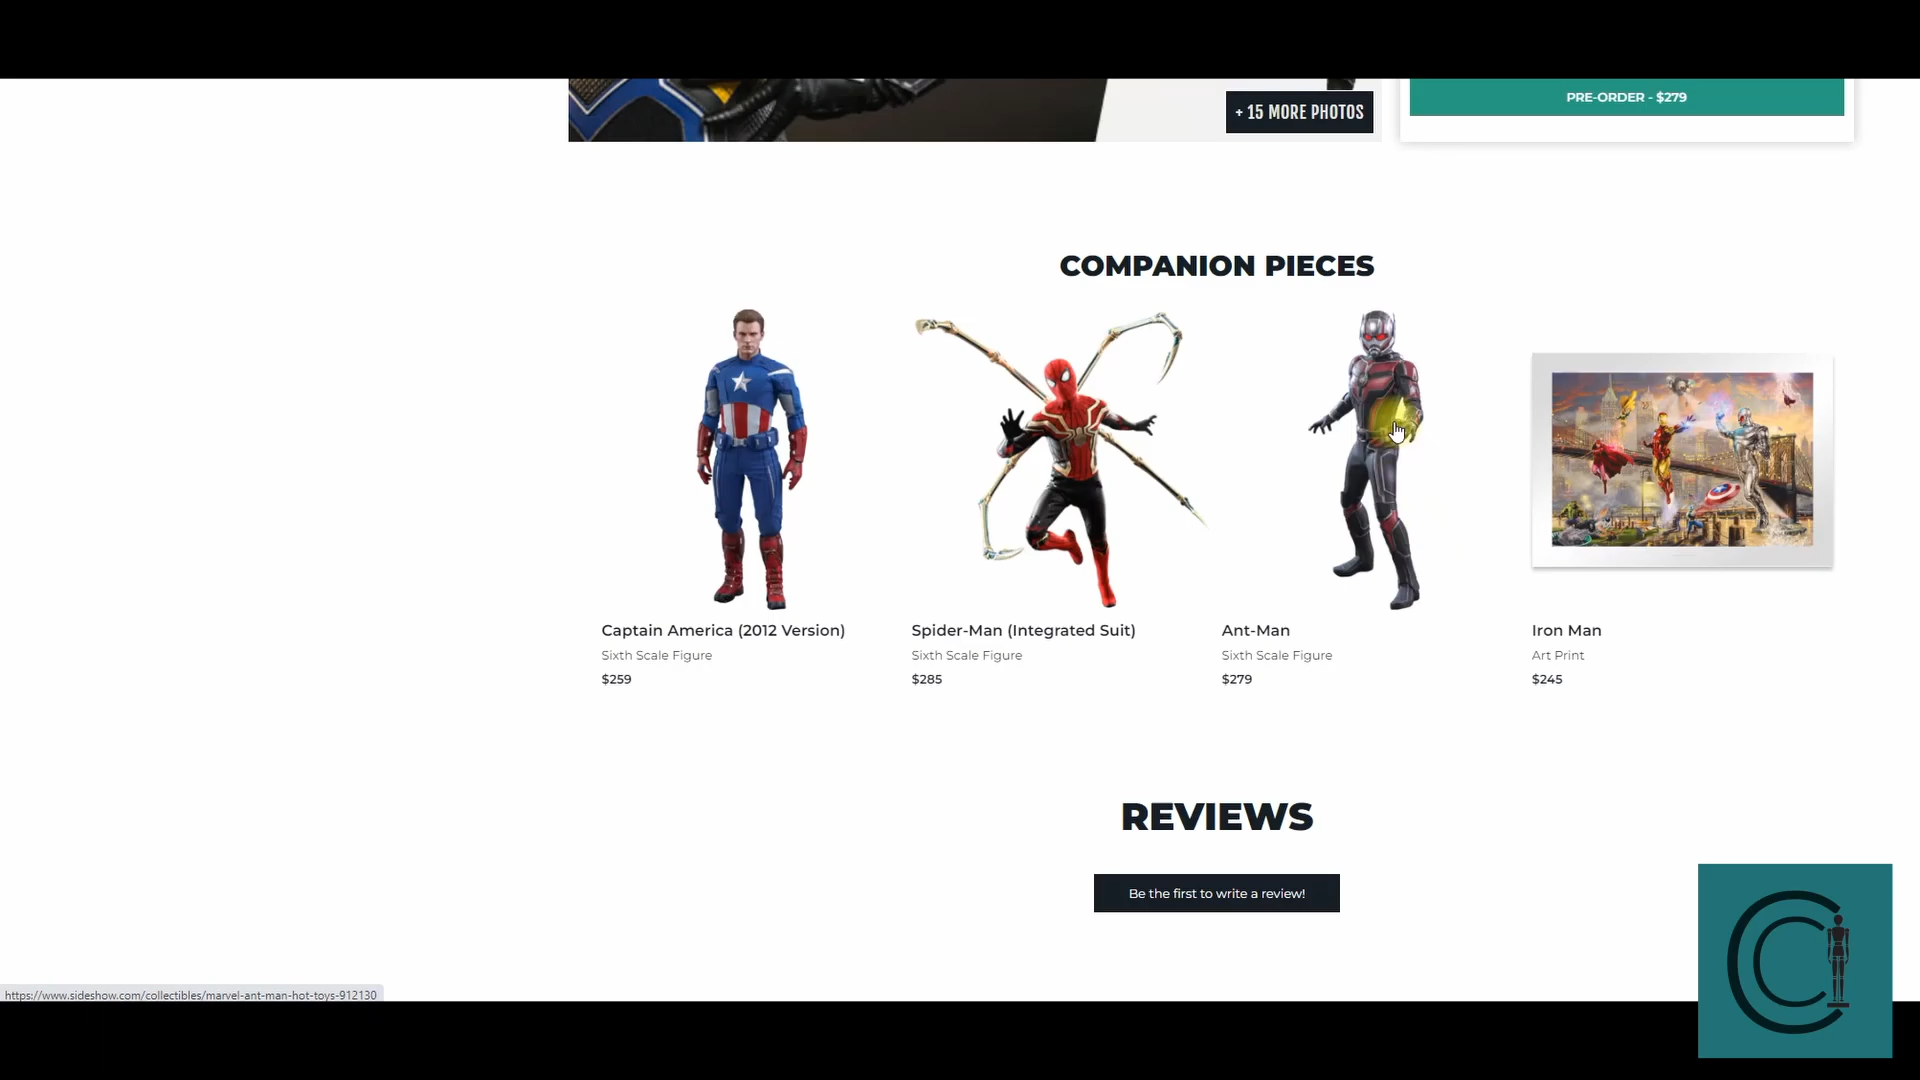 + 15 MORE PHOTOS
PRE-ORDER - $279
COMPANION PIECES
Captain America (2012 Version)
Sixth Scale Figure
$259
Spider-Man (Integrated Suit)
Sixth Scale Figure
$285
Ant-Man
Sixth Scale Figure
$279
Iron Man
Art Print
$245
REVIEWS
Be the first to write a review!
https://www.sideshow.com/collectibles/marvel-ant-man-hot-toys-912130